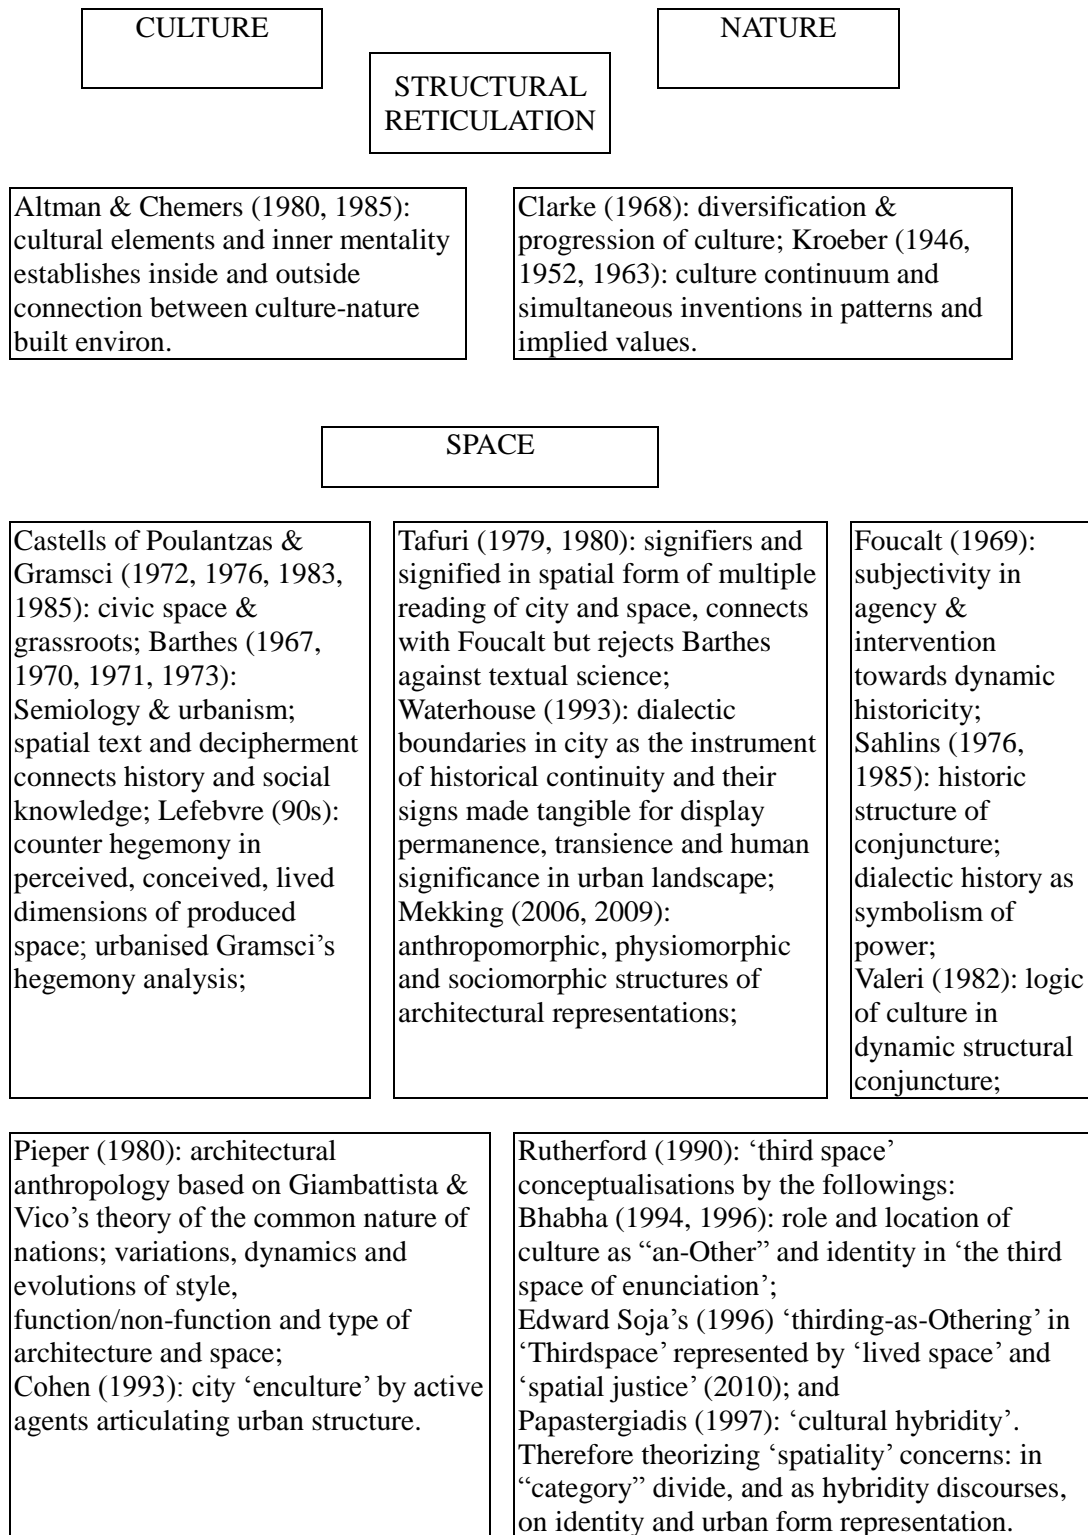 CULTURE
NATURE
STRUCTURAL
RETICULATION
Altman & Chemers (1980, 1985):
cultural elements and inner mentality
establishes inside and outside
connection between culture-nature
built environ.
Clarke (1968): diversification &
progression of culture; Kroeber (1946,
1952, 1963): culture continuum and
simultaneous inventions in patterns and
implied values.
SPACE
Castells of Poulantzas &
Gramsci (1972, 1976, 1983,
1985): civic space &
grassroots; Barthes (1967,
1970, 1971, 1973):
Semiology & urbanism;
spatial text and decipherment
connects history and social
knowledge; Lefebvre (90s):
counter hegemony in
perceived, conceived, lived
dimensions of produced
space; urbanised Gramsci’s
hegemony analysis;
Tafuri (1979, 1980): signifiers and
signified in spatial form of multiple
reading of city and space, connects
with Foucalt but rejects Barthes
against textual science;
Waterhouse (1993): dialectic
boundaries in city as the instrument
of historical continuity and their
signs made tangible for display
permanence, transience and human
significance in urban landscape;
Mekking (2006, 2009):
anthropomorphic, physiomorphic
and sociomorphic structures of
architectural representations;
Foucalt (1969):
subjectivity in
agency &
intervention
towards dynamic
historicity;
Sahlins (1976,
1985): historic
structure of
conjuncture;
dialectic history as
symbolism of
power;
Valeri (1982): logic
of culture in
dynamic structural
conjuncture;
Pieper (1980): architectural
anthropology based on Giambattista &
Vico’s theory of the common nature of
nations; variations, dynamics and
evolutions of style,
function/non-function and type of
architecture and space;
Cohen (1993): city ‘enculture’ by active
agents articulating urban structure.
Rutherford (1990): ‘third space’
conceptualisations by the followings:
Bhabha (1994, 1996): role and location of
culture as “an-Other” and identity in ‘the third
space of enunciation’;
Edward Soja’s (1996) ‘thirding-as-Othering’ in
‘Thirdspace’ represented by ‘lived space’ and
‘spatial justice’ (2010); and
Papastergiadis (1997): ‘cultural hybridity’.
Therefore theorizing ‘spatiality’ concerns: in
“category” divide, and as hybridity discourses,
on identity and urban form representation.